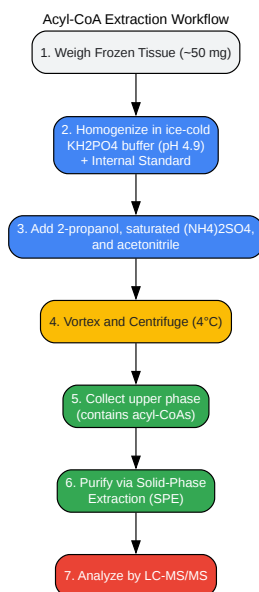 Acyl-CoA Extraction Workflow
1. Weigh Frozen Tissue (~50 mg)
2. Homogenize in ice-cold
KH2PO4 buffer (pH 4.9)
+ Internal Standard
3. Add 2-propanol, saturated (NH4)2SO4,
and acetonitrile
4. Vortex and Centrifuge (4°C)
5. Collect upper phase
(contains acyl-CoAs)
6. Purify via Solid-Phase
Extraction (SPE)
7. Analyze by LC-MS/MS